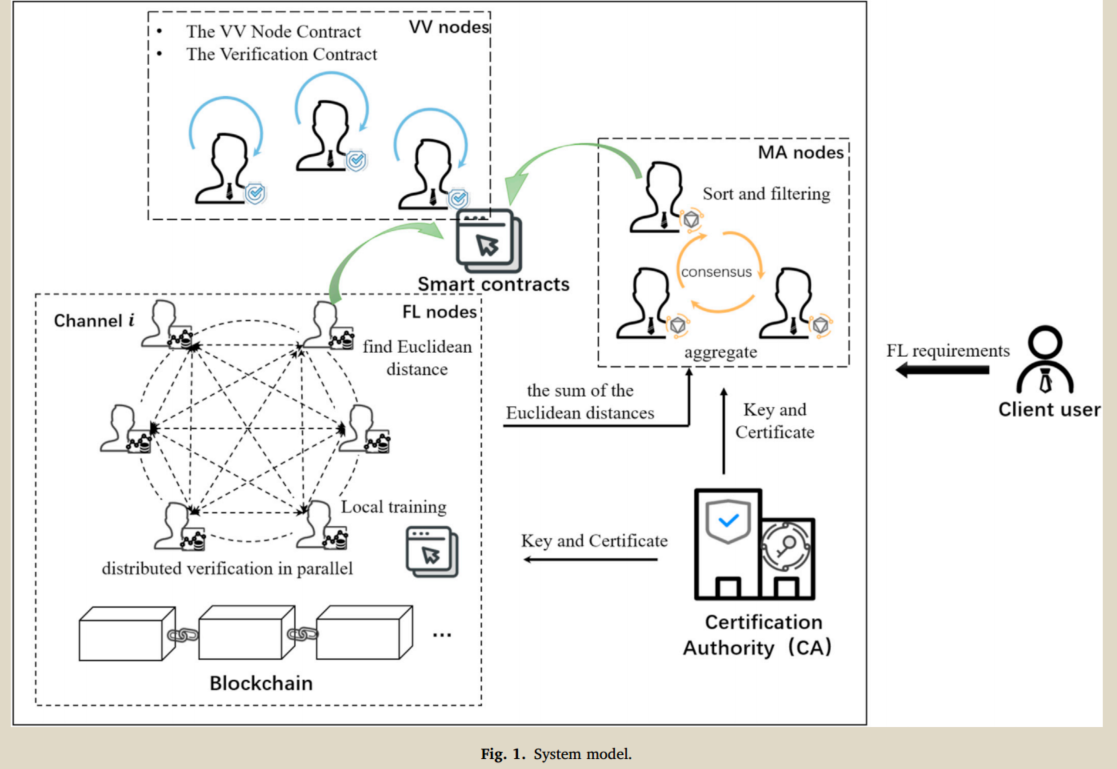 VV nodes
• The VV Node Contract
• The Verification Contract
MA nodes
Sort and filtering
consensus
aggregate
Smart contracts
Channel i
FL nodes
find Euclidean
distance
Local training
distributed verification in parallel
Blockchain
...
the sum of the
Euclidean distances
Key and
Certificate
Key and Certificate
Certification
Authority（CA）
FL requirements
Client user
Fig. 1. System model.